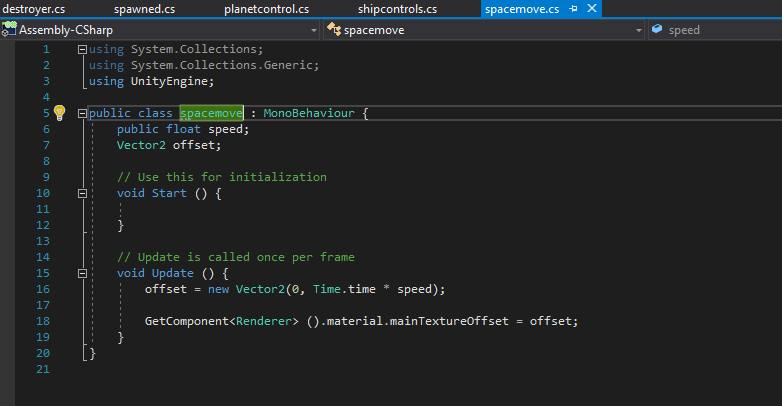 destroyer.cs spawned.cs planetcontrol.cs shipcontrols.cs spacemove.cs
Assembly-CSharp spacemove speed
1 using System.Collections;
2 using System.Collections.Generic;
3 using UnityEngine;
4
5 public class spacemove : MonoBehaviour {
6 public float speed;
7 Vector2 offset;
8
9 // Use this for initialization
10 void Start () {
11
12 }
13
14 // Update is called once per frame
15 void Update () {
16 offset = new Vector2(0, Time.time * speed);
17
18 GetComponent<Renderer> ().material.mainTextureOffset = offset;
19 }
20 }
21